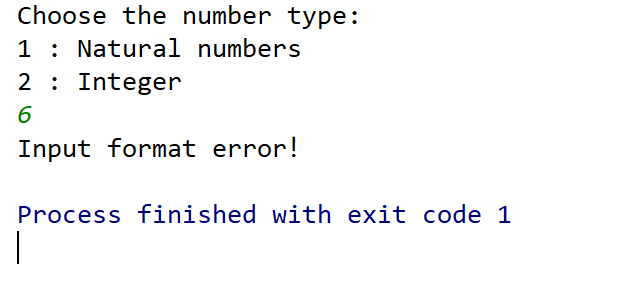 Choose the number type:
1 : Natural numbers
2 : Integer
6
Input format error!
Process finished with exit code 1